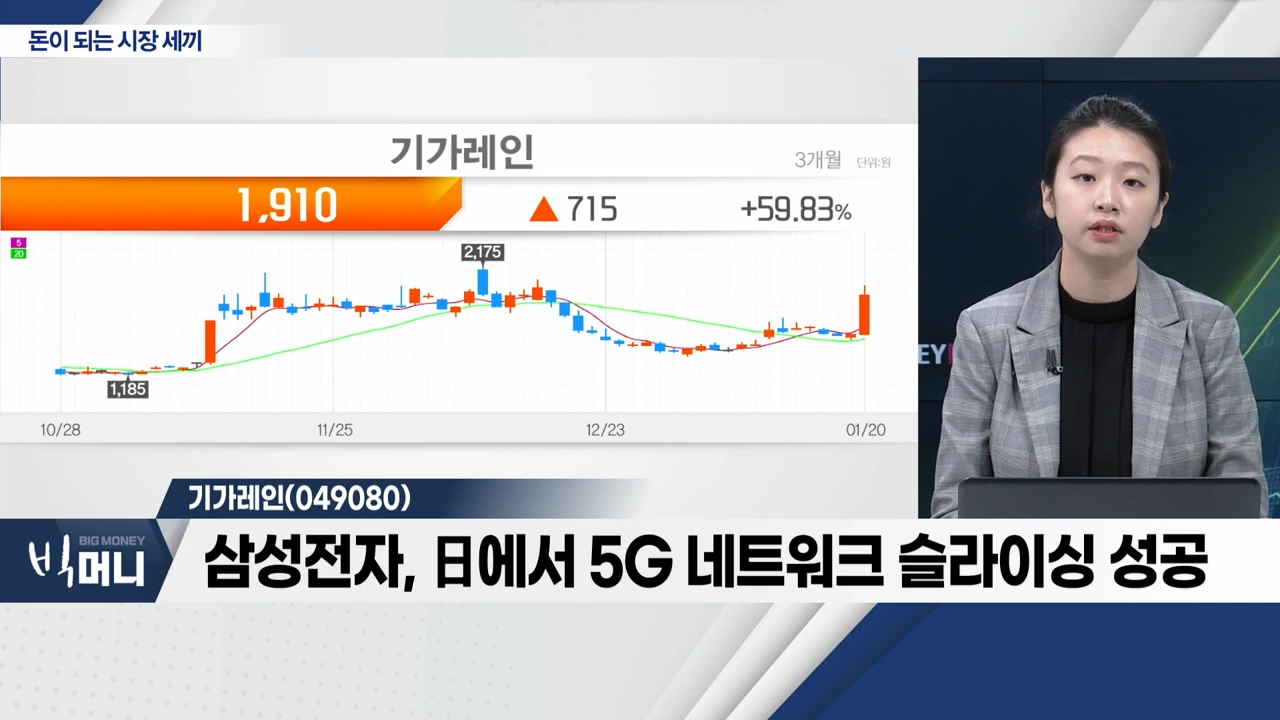 돈이 되는 시장 세끼
기가레인
3개월 단위:원
1,910 ▲ 715 +59.83%
5
20
2,175
1,185
10/28 11/25 12/23 01/20
EY
기가레인(049080)
BIG MONEY
빅머니
삼성전자, 日에서 5G 네트워크 슬라이싱 성공